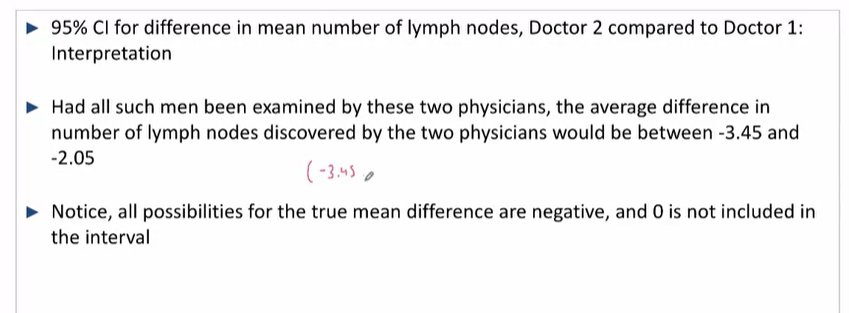 ► 95% CI for difference in mean number of lymph nodes, Doctor 2 compared to Doctor 1:
Interpretation
► Had all such men been examined by these two physicians, the average difference in
number of lymph nodes discovered by the two physicians would be between -3.45 and
-2.05
(-3.45
► Notice, all possibilities for the true mean difference are negative, and 0 is not included in
the interval